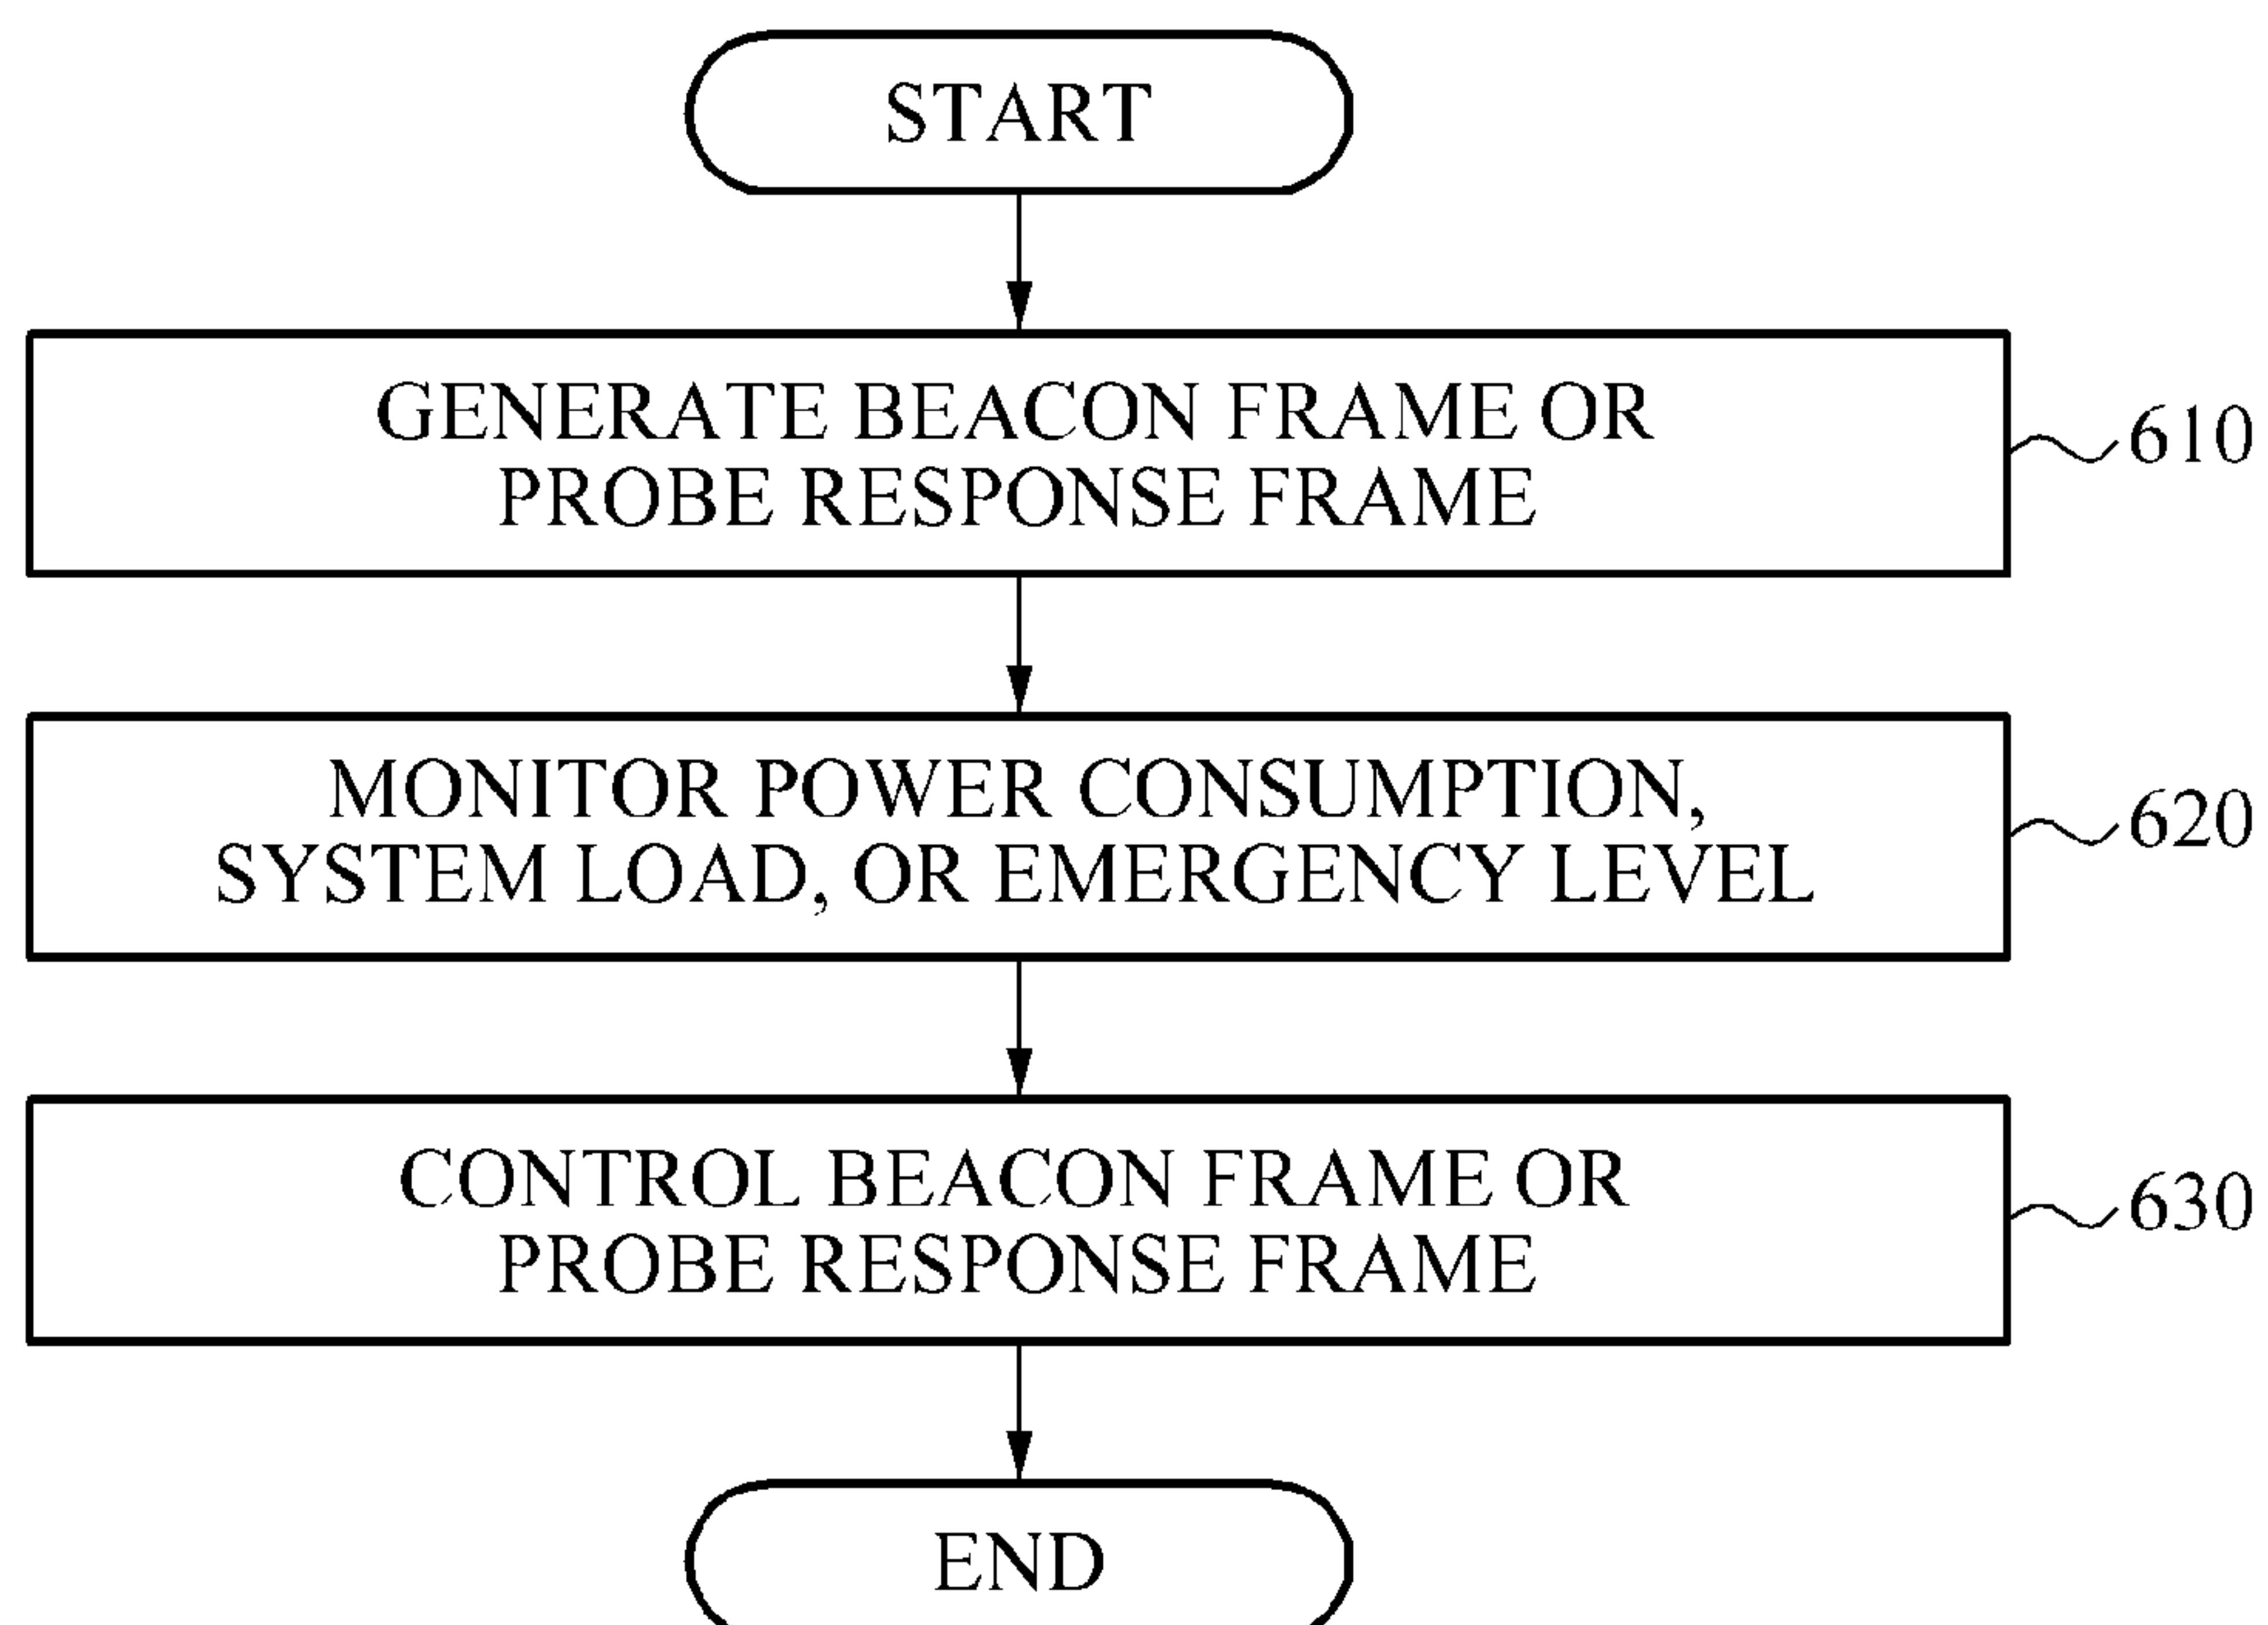 START
GENERATE BEACON FRAME OR
PROBE RESPONSE FRAME
610
MONITOR POWER CONSUMPTION,
SYSTEM LOAD, OR EMERGENCY LEVEL
620
CONTROL BEACON FRAME OR
PROBE RESPONSE FRAME
630
END